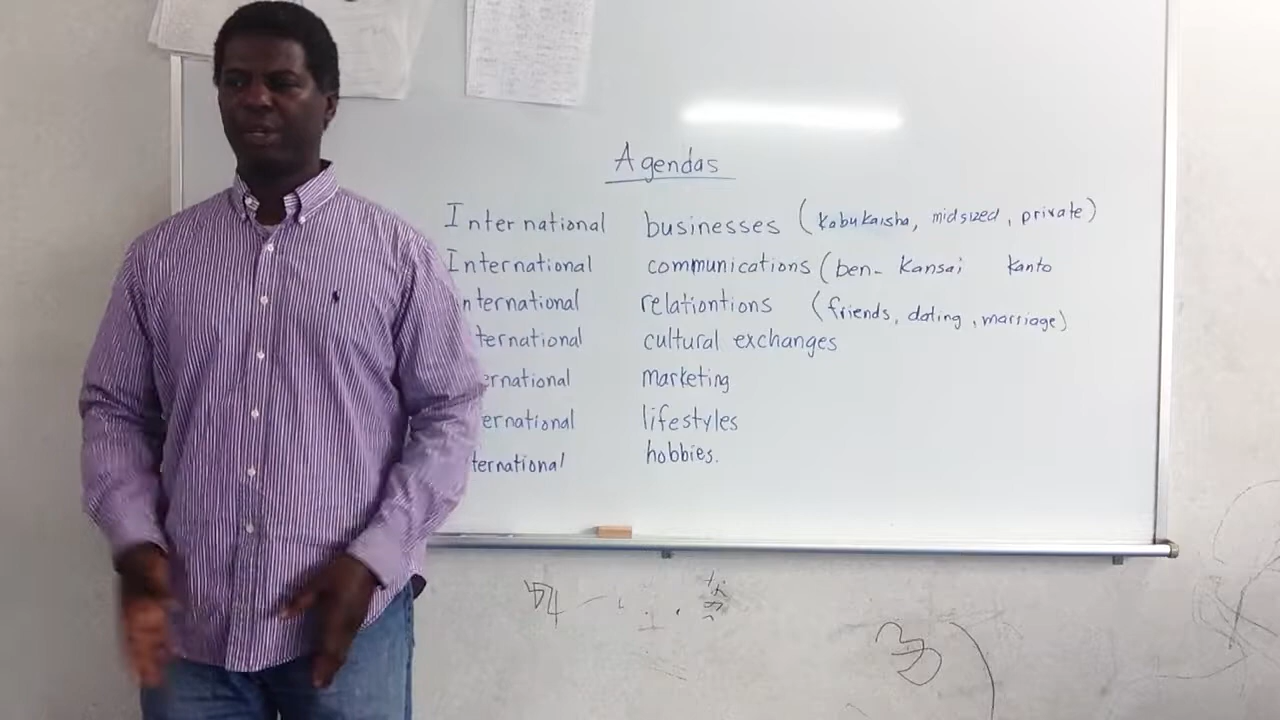 Agendas
International businesses (kabukaisha, midsized, private)
International communications (ben- Kansai Kanto
International relationtions (friends, dating, marriage)
ternational cultural exchanges
ernational marketing
ernational lifestyles
ternational hobbies.